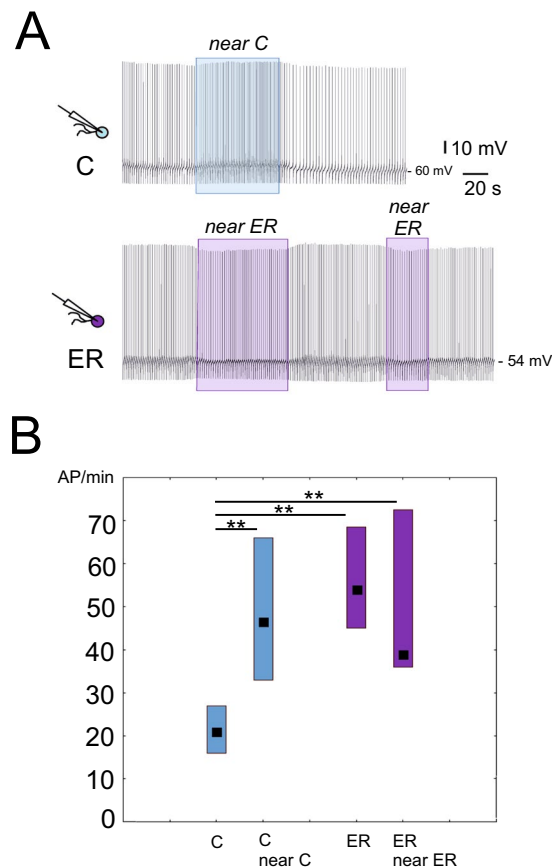 A
near C
C
- 60 mV
10 mV
20 s
near ER
near
ER
ER
- 54 mV
B
AP/min
70
60
50
40
30
20
10
0
**
**
**
C
C
near C
ER
ER
near ER